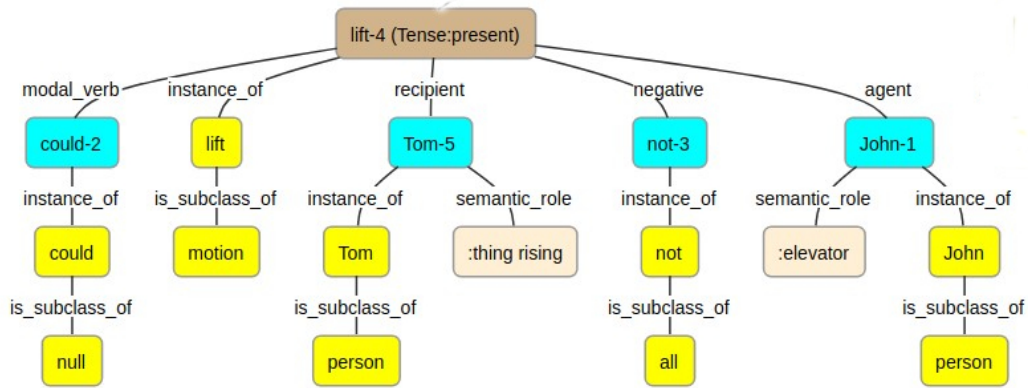 lift-4 (Tense:present)
modal_verb instance_of recipient negative agent
could-2 lift Tom-5 not-3 John-1
instance_of is_subclass_of instance_of semantic_role instance_of semantic_role instance_of
could motion Tom :thing rising not :elevator John
is_subclass_of is_subclass_of is_subclass_of is_subclass_of
null person all person